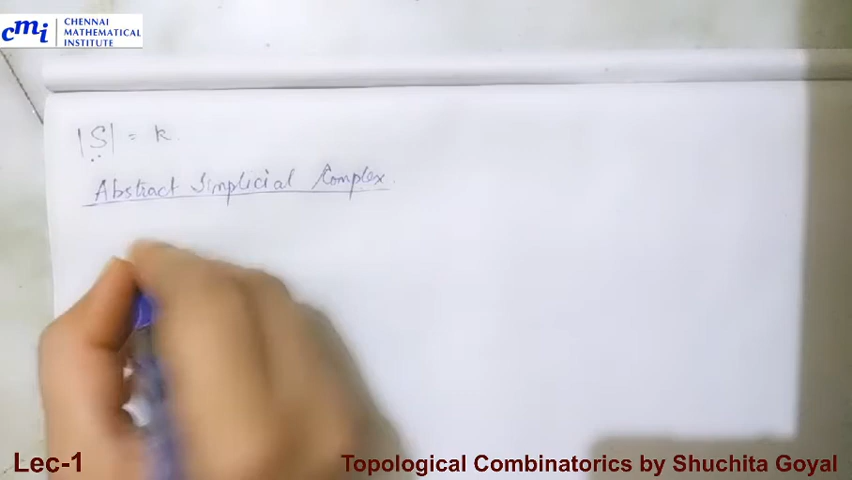 cmi CHENNAI
MATHEMATICAL
INSTITUTE
|S| = k.
Abstract Simplicial Complex.
Lec-1
Topological Combinatorics by Shuchita Goyal